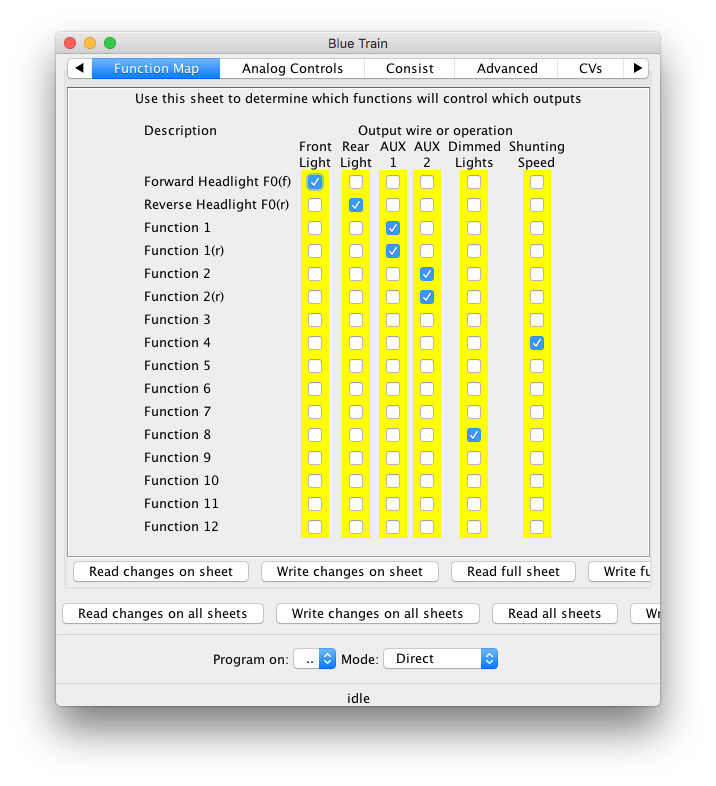 Blue Train
Function Map Analog Controls Consist Advanced CVs
Use this sheet to determine which functions will control which outputs
Description Output wire or operation
Front Rear AUX AUX Dimmed Shunting
Light Light 1 2 Lights Speed
Forward Headlight F0(f)
Reverse Headlight F0(r)
Function 1
Function 1(r)
Function 2
Function 2(r)
Function 3
Function 4
Function 5
Function 6
Function 7
Function 8
Function 9
Function 10
Function 11
Function 12
Read changes on sheet Write changes on sheet Read full sheet Write fu
Read changes on all sheets Write changes on all sheets Read all sheets Wr
Program on: .. Mode: Direct
idle